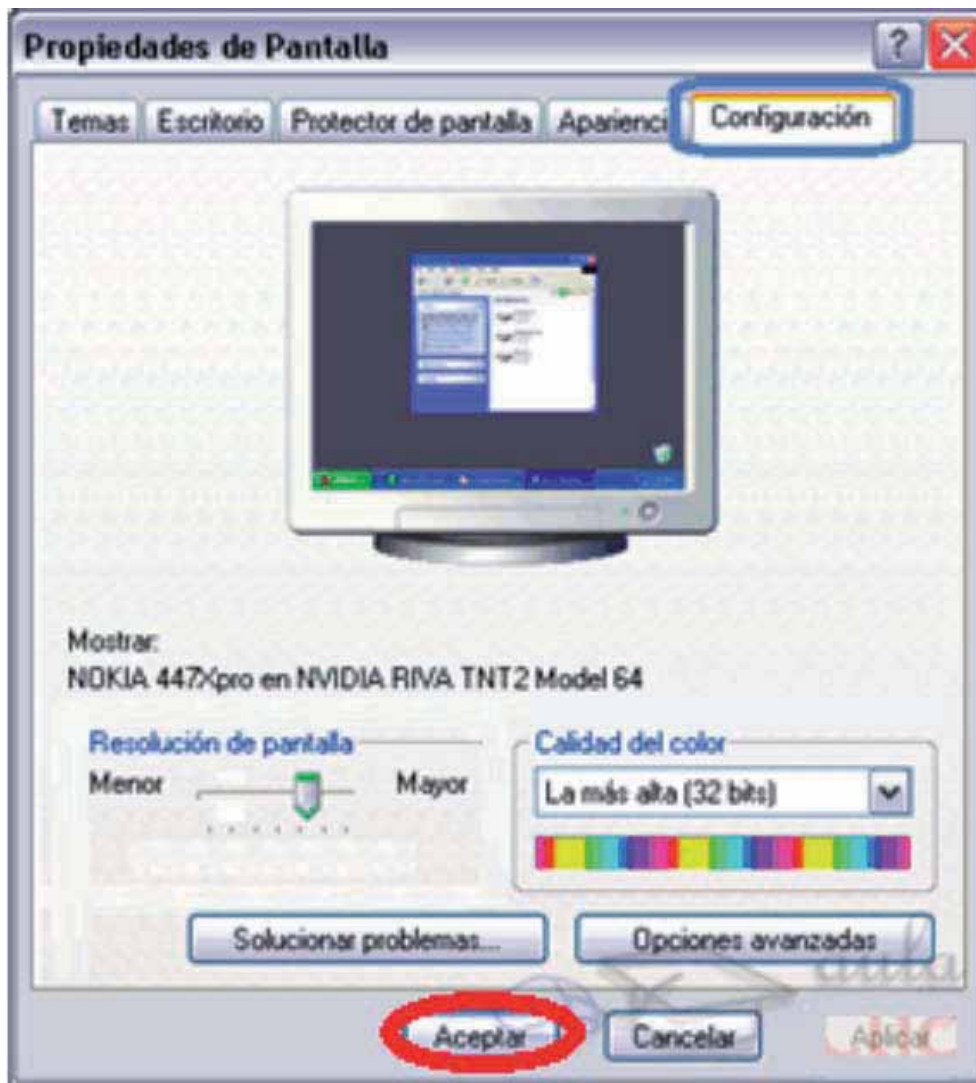 Propiedades de Pantalla
Temas Escritorio Protector de pantalla Aparienci Configuración
Mostrar:
NOKIA 447Xpro en NVIDIA RIVA TNT2 Model 64
Resolución de pantalla
Calidad del color
Menor Mayor
La más alta (32 bits)
Solucionar problemas...
Opciones avanzadas
aula
Aceptar Cancelar Aplicar